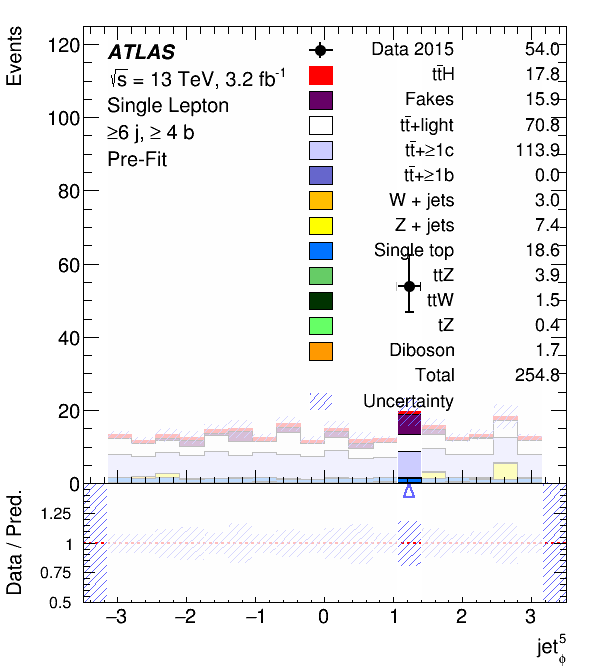 Events
120
100
80
60
40
20
0
ATLAS
√s = 13 TeV, 3.2 fb⁻¹
Single Lepton
≥6 j, ≥ 4 b
Pre-Fit
Data 2015 54.0
tt̄H 17.8
Fakes 15.9
tt̄+light 70.8
tt̄+≥1c 113.9
tt̄+≥1b 0.0
W + jets 3.0
Z + jets 7.4
Single top 18.6
ttZ 3.9
ttW 1.5
tZ 0.4
Diboson 1.7
Total 254.8
Uncertainty
Data / Pred.
1.25
1
0.75
0.5
−3 −2 −1 0 1 2 3
jet⁵ϕ